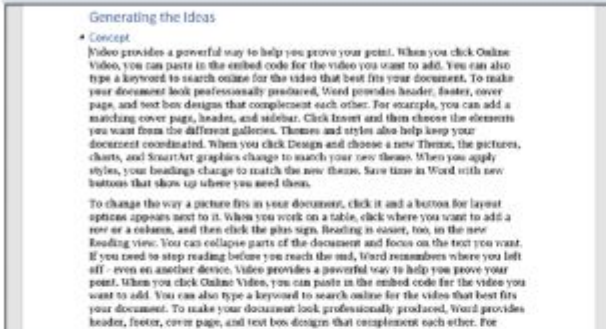 Generating the Ideas
Concept
Video provides a powerful way to help you prove your point. When you click Online
Video, you can paste in the embed code for the video you want to add. You can also
type a keyword to search online for the video that best fits your document. To make
your document look professionally produced, Word provides header, footer, cover
page, and text box designs that complement each other. For example, you can add a
matching cover page, header, and sidebar. Click Insert and then choose the elements
you want from the different galleries. Themes and styles also help keep your
document coordinated. When you click Design and choose a new Theme, the pictures,
charts, and SmartArt graphics change to match your new theme. When you apply
styles, your headings change to match the new theme. Save time in Word with new
buttons that show up where you need them.
To change the way a picture fits in your document, click it and a button for layout
options appears next to it. When you work on a table, click where you want to add a
row or a column, and then click the plus sign. Reading is easier, too, in the new
Reading view. You can collapse parts of the document and focus on the text you want.
If you need to stop reading before you reach the end, Word remembers where you left
off - even on another device. Video provides a powerful way to help you prove your
point. When you click Online Video, you can paste in the embed code for the video you
want to add. You can also type a keyword to search online for the video that best fits
your document. To make your document look professionally produced, Word provides
header, footer, cover page, and text box designs that complement each other. For